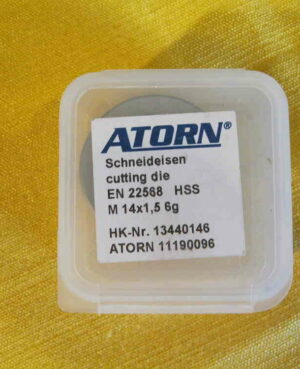 ATORN®
Schneideisen
cutting die
EN 22568 HSS
M 14x1,5 6g
HK-Nr. 13440146
ATORN 11190096